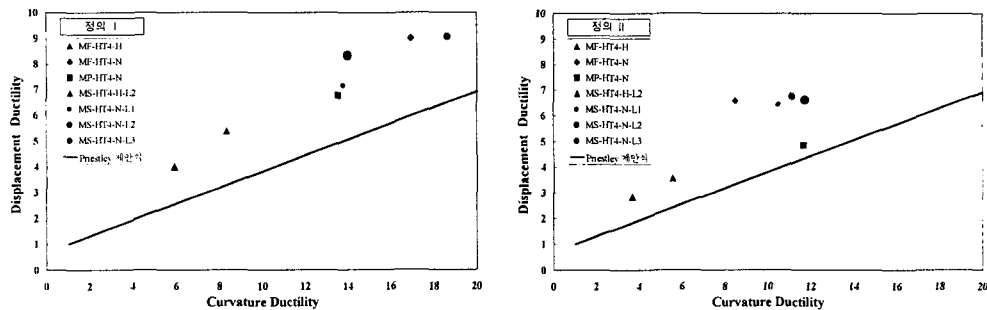 정의 I
MF-HT4-H
MF-HT4-N
MP-HT4-N
MS-HT4-H-L2
MS-HT4-N-L1
MS-HT4-N-L2
MS-HT4-N-L3
Priestley 제안식
Displacement Ductility
10
9
8
7
6
5
4
3
2
1
0
0 2 4 6 8 10 12 14 16 18 20
Curvature Ductility
정의 II
MF-HT4-H
MF-HT4-N
MP-HT4-N
MS-HT4-H-L2
MS-HT4-N-L1
MS-HT4-N-L2
MS-HT4-N-L3
Priestley 제안식
Displacement Ductility
10
9
8
7
6
5
4
3
2
1
0
0 2 4 6 8 10 12 14 16 18 20
Curvature Ductility